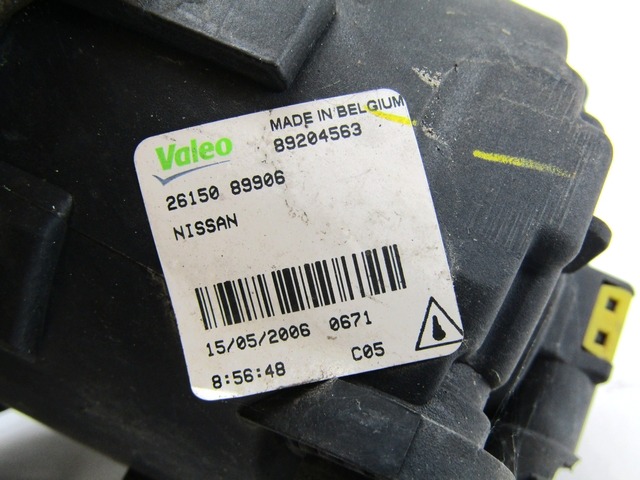 MADE IN BELGIUM
Valeo 89204563
26150 89906
NISSAN
15/05/2006 0671
8:56:48 C05